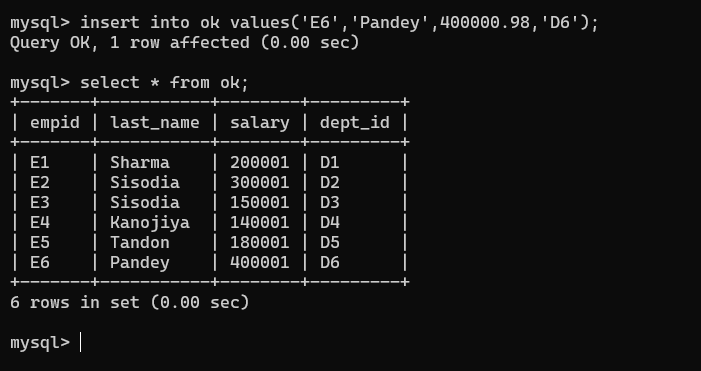 mysql> insert into ok values('E6','Pandey',400000.98,'D6');
Query OK, 1 row affected (0.00 sec)

mysql> select * from ok;
+-------+-----------+--------+---------+
| empid | last_name | salary | dept_id |
+-------+-----------+--------+---------+
| E1    | Sharma    | 200001 | D1      |
| E2    | Sisodia   | 300001 | D2      |
| E3    | Sisodia   | 150001 | D3      |
| E4    | Kanojiya  | 140001 | D4      |
| E5    | Tandon    | 180001 | D5      |
| E6    | Pandey    | 400001 | D6      |
+-------+-----------+--------+---------+
6 rows in set (0.00 sec)

mysql>